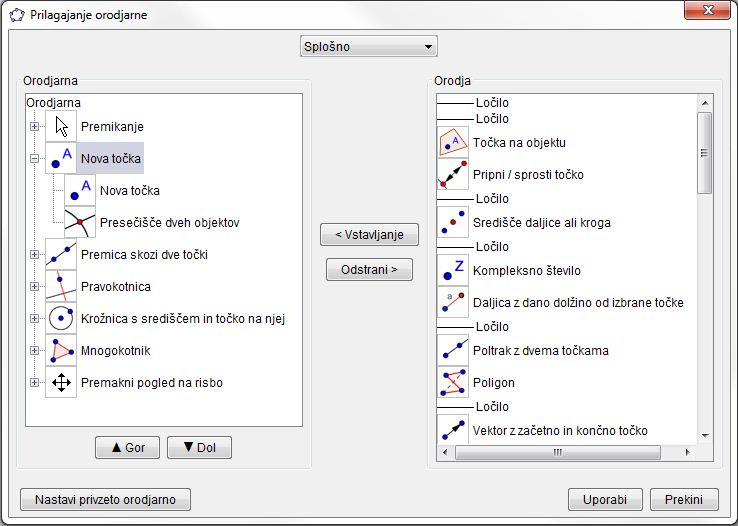 Prilagajanje orodjarne
Splošno
Orodjarna
Orodjarna
Premikanje
Nova točka
Nova točka
Presečišče dveh objektov
Premica skozi dve točki
Pravokotnica
Krožnica s središčem in točko na njej
Mnogokotnik
Premakni pogled na risbo
Gor
Dol
< Vstavljanje
Odstrani >
Orodja
Ločilo
Ločilo
Točka na objektu
Pripni / sprosti točko
Ločilo
Središče daljice ali kroga
Ločilo
Kompleksno število
Daljica z dano dolžino od izbrane točke
Ločilo
Poltrak z dvema točkama
Poligon
Ločilo
Vektor z začetno in končno točko
Nastavi privzeto orodjarno
Uporabi
Prekini